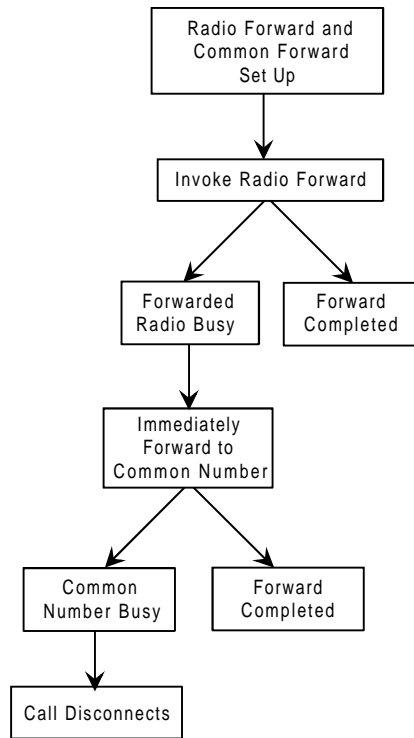 Radio Forward and
Common Forward
Set Up
Invoke Radio Forward
Forwarded
Radio Busy
Forward
Completed
Immediately
Forward to
Common Number
Common
Number Busy
Forward
Completed
Call Disconnects